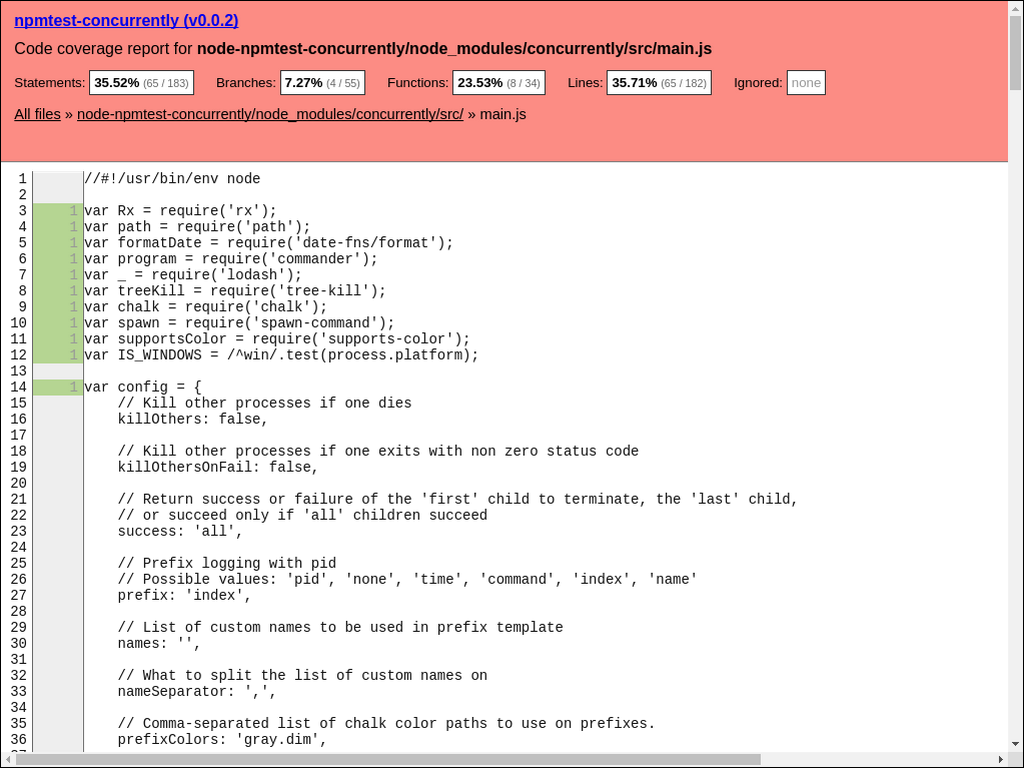 npmtest-concurrently (v0.0.2)
Code coverage report for node-npmtest-concurrently/node_modules/concurrently/src/main.js
Statements: 35.52% (65 / 183) Branches: 7.27% (4 / 55) Functions: 23.53% (8 / 34) Lines: 35.71% (65 / 182) Ignored: none
All files » node-npmtest-concurrently/node_modules/concurrently/src/ » main.js
1 //#!/usr/bin/env node
2
3 1 var Rx = require('rx');
4 1 var path = require('path');
5 1 var formatDate = require('date-fns/format');
6 1 var program = require('commander');
7 1 var _ = require('lodash');
8 1 var treeKill = require('tree-kill');
9 1 var chalk = require('chalk');
10 1 var spawn = require('spawn-command');
11 1 var supportsColor = require('supports-color');
12 1 var IS_WINDOWS = /^win/.test(process.platform);
13
14 1 var config = {
15     // Kill other processes if one dies
16     killOthers: false,
17
18     // Kill other processes if one exits with non zero status code
19     killOthersOnFail: false,
20
21     // Return success or failure of the 'first' child to terminate, the 'last' child,
22     // or succeed only if 'all' children succeed
23     success: 'all',
24
25     // Prefix logging with pid
26     // Possible values: 'pid', 'none', 'time', 'command', 'index', 'name'
27     prefix: 'index',
28
29     // List of custom names to be used in prefix template
30     names: '',
31
32     // What to split the list of custom names on
33     nameSeparator: ',',
34
35     // Comma-separated list of chalk color paths to use on prefixes.
36     prefixColors: 'gray.dim',